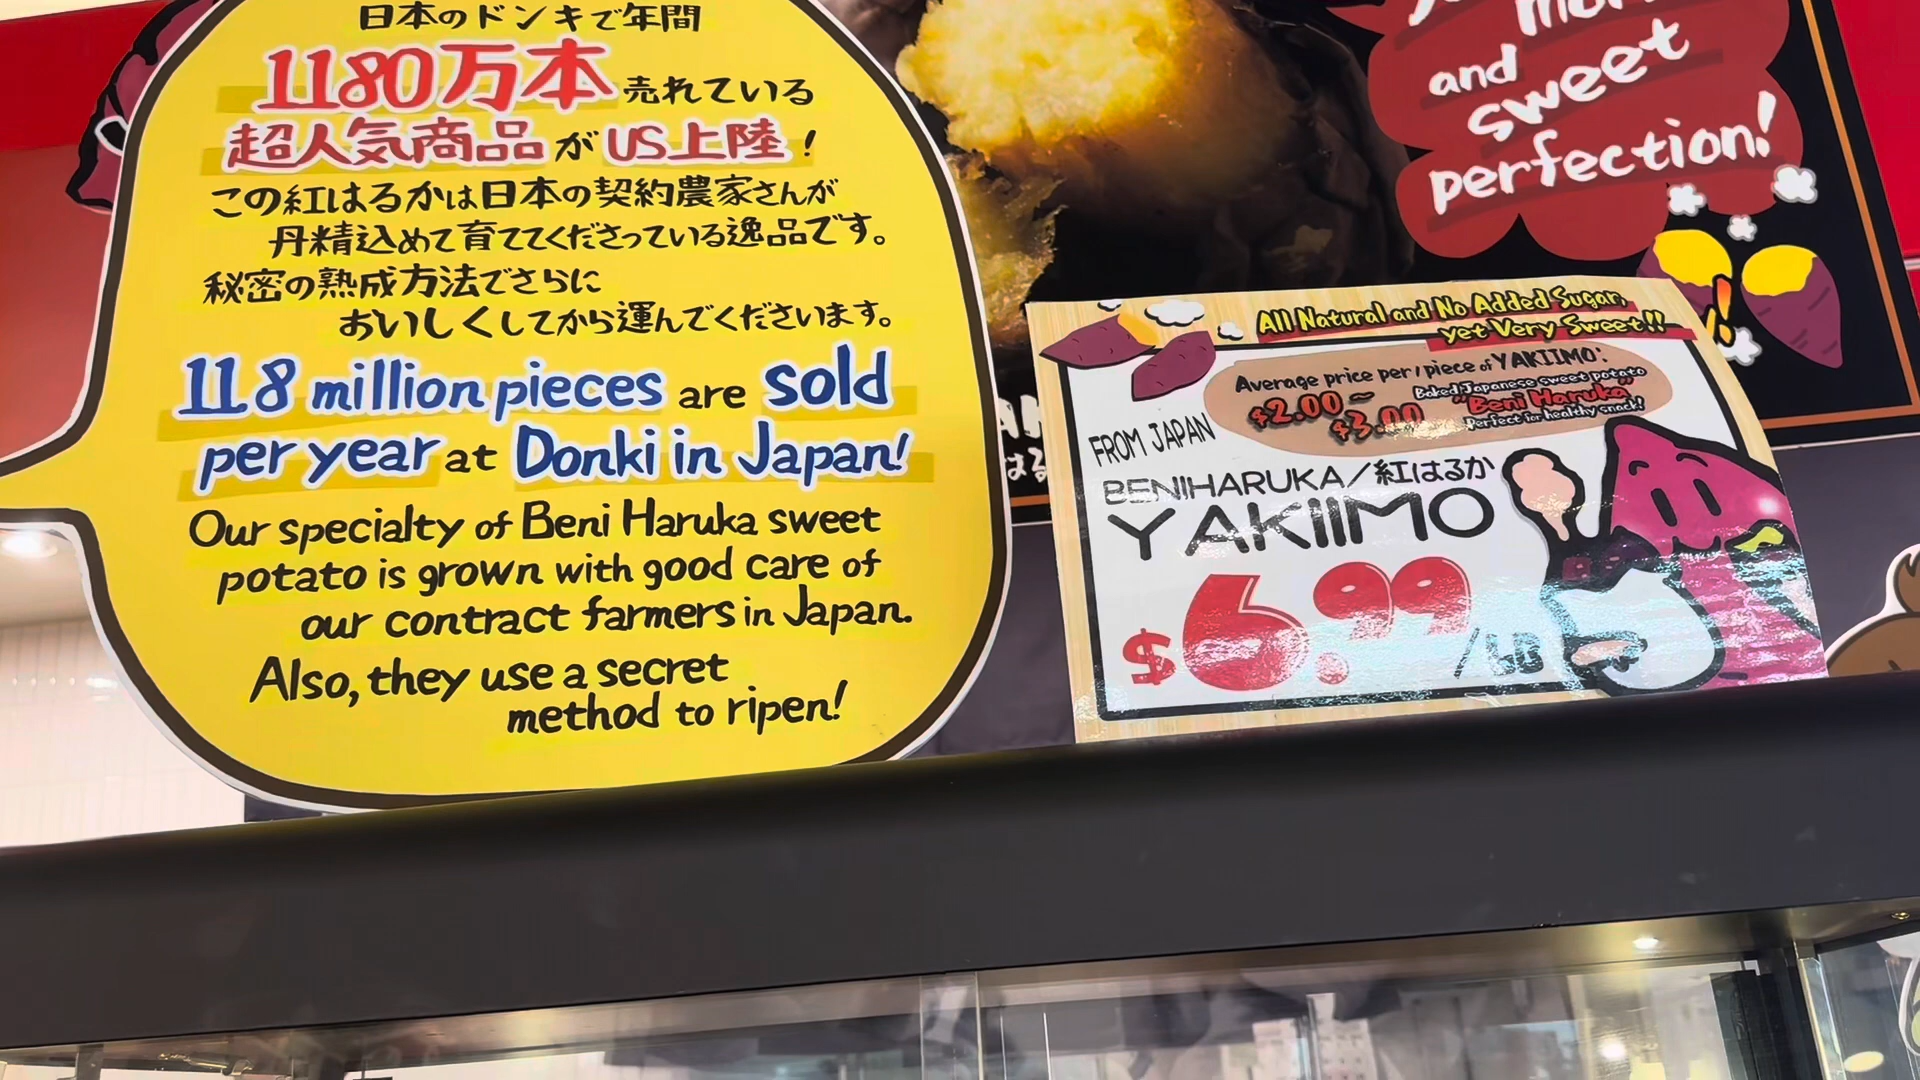 日本のドンキで年間
1180万本売れている
超人気商品がUS上陸!
この紅はるかは日本の契約農家さんが
丹精込めて育ててくださっている逸品です。
秘密の熟成方法でさらに
おいしくしてから運んでくださいます。
11.8 million pieces are sold
per year at Donki in Japan!
Our specialty of Beni Haruka sweet
potato is grown with good care of
our contract farmers in Japan.
Also, they use a secret
method to ripen!
and
sweet
perfection!
All Natural and No Added Sugar,
yet Very Sweet!!
Average price per 1 piece of YAKIIMO:
$2.00~
$3.00
Baked Japanese sweet potato
"Beni Haruka"
Perfect for healthy snack!
FROM JAPAN
BENIHARUKA/紅はるか
YAKIIMO
$6.99/LB